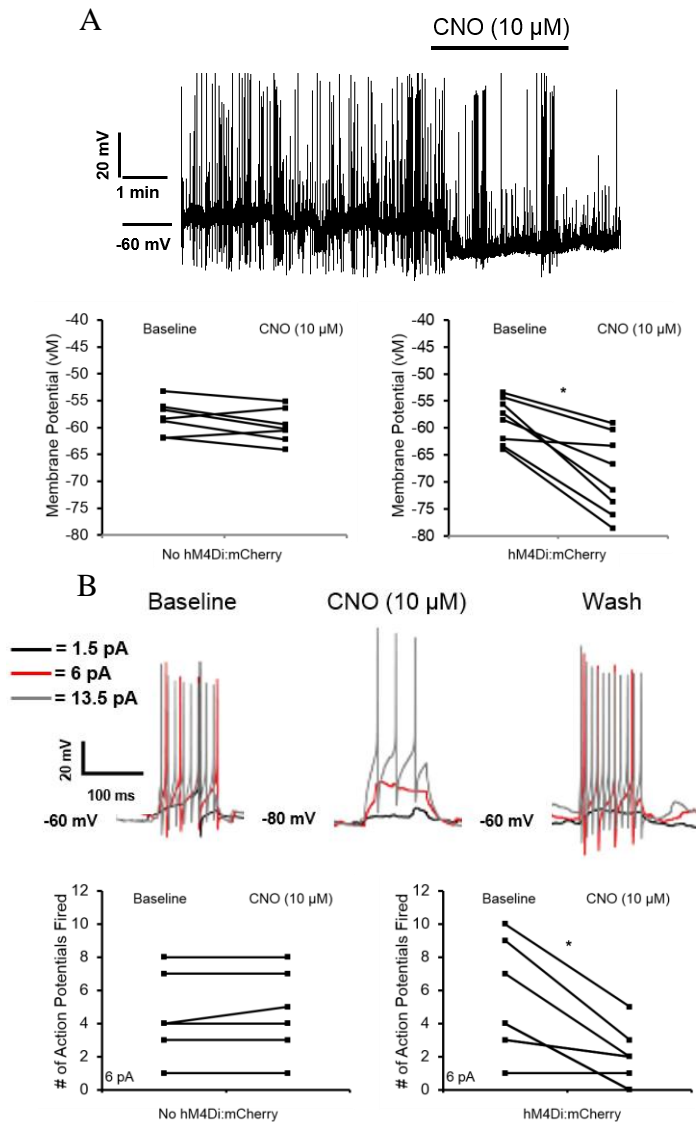 A
CNO (10 µM)
20 mV
1 min
-60 mV
-40
-45
-50
-55
-60
-65
-70
-75
-80
Membrane Potential (vM)
Baseline
CNO (10 µM)
No hM4Di:mCherry
-40
-45
-50
-55
-60
-65
-70
-75
-80
Membrane Potential (vM)
Baseline
CNO (10 µM)
*
hM4Di:mCherry
B
Baseline
CNO (10 µM)
Wash
= 1.5 pA
= 6 pA
= 13.5 pA
20 mV
100 ms
-60 mV
-80 mV
-60 mV
12
10
8
6
4
2
0
# of Action Potentials Fired
Baseline
CNO (10 µM)
6 pA
No hM4Di:mCherry
12
10
8
6
4
2
0
# of Action Potentials Fired
Baseline
CNO (10 µM)
*
6 pA
hM4Di:mCherry